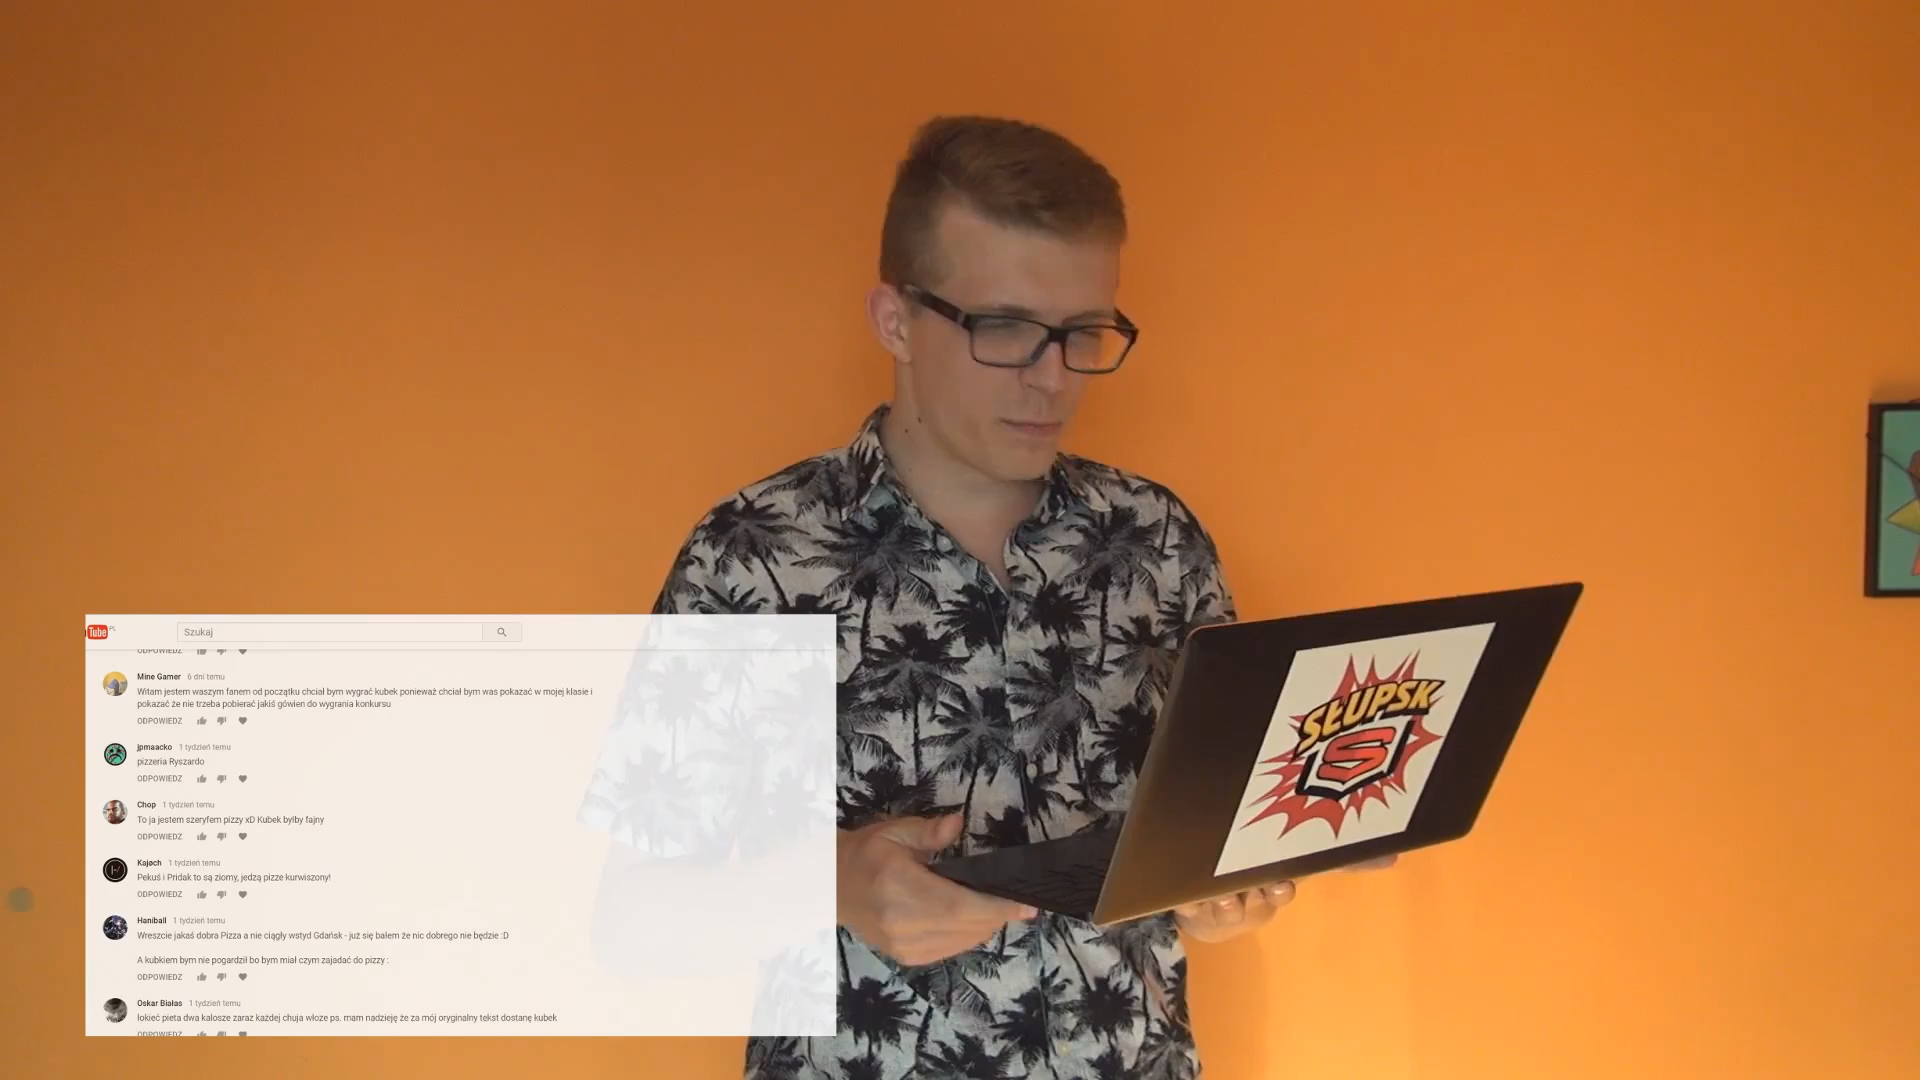 Tube PL
Szukaj
ODPOWIEDZ
Mine Gamer 6 dni temu
Witam jestem waszym fanem od początku chciał bym wygrać kubek ponieważ chciał bym was pokazać w mojej klasie i
pokazać że nie trzeba pobierać jakiś gówien do wygrania konkursu
ODPOWIEDZ
jpmaacko 1 tydzień temu
pizzeria Ryszardo
ODPOWIEDZ
Chop 1 tydzień temu
To ja jestem szeryfem pizzy xD Kubek byłby fajny
ODPOWIEDZ
Kajøch 1 tydzień temu
Pekuś i Pridak to są ziomy, jedzą pizze kurwiszony!
ODPOWIEDZ
Haniball 1 tydzień temu
Wreszcie jakaś dobra Pizza a nie ciągły wstyd Gdańsk - już się bałem że nic dobrego nie będzie :D
A kubkiem bym nie pogardził bo bym miał czym zajadać do pizzy :
ODPOWIEDZ
Oskar Białas 1 tydzień temu
łokieć pieta dwa kalosze zaraz każdej chuja włoze ps. mam nadzieję że za mój oryginalny tekst dostanę kubek
ODPOWIEDZ
SŁUPSK
S